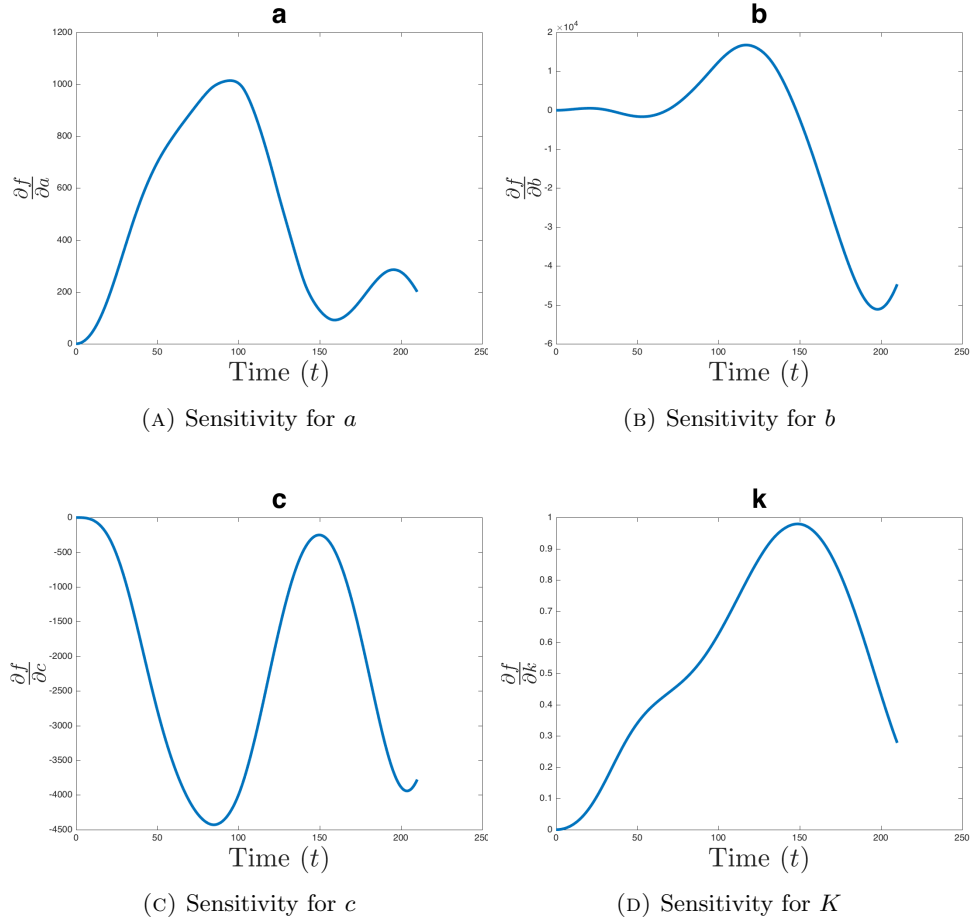 a
1200
1000
800
600
400
200
0
∂f/∂a
0 50 100 150 200 250
Time (t)
(A) Sensitivity for a
b
×10⁴
2
1
0
-1
-2
-3
-4
-5
-6
∂f/∂b
0 50 100 150 200 250
Time (t)
(B) Sensitivity for b
c
0
-500
-1000
-1500
-2000
-2500
-3000
-3500
-4000
-4500
∂f/∂c
0 50 100 150 200 250
Time (t)
(C) Sensitivity for c
k
1
0.9
0.8
0.7
0.6
0.5
0.4
0.3
0.2
0.1
0
∂f/∂k
0 50 100 150 200 250
Time (t)
(D) Sensitivity for K